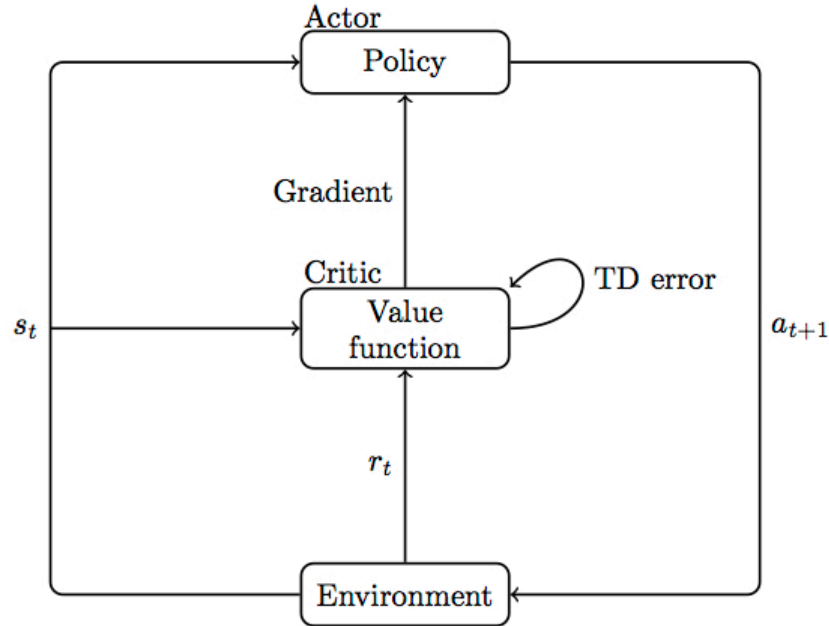 Actor
Policy
Gradient
Critic
Value
function
TD error
s_t
a_{t+1}
r_t
Environment